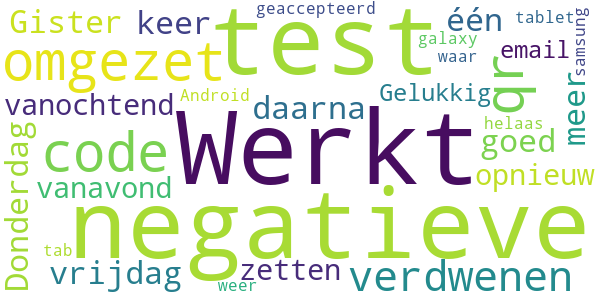 geaccepteerd
Gister
keer
test
één
tablet
samsung
galaxy
email
waar
omgezet
qr
meer
Android
Gelukkig
vanochtend
daarna
Werkt
helaas
goed
Donderdag
code
opnieuw
vanavond
negatieve
tab
vrijdag
zetten
verdwenen
weer